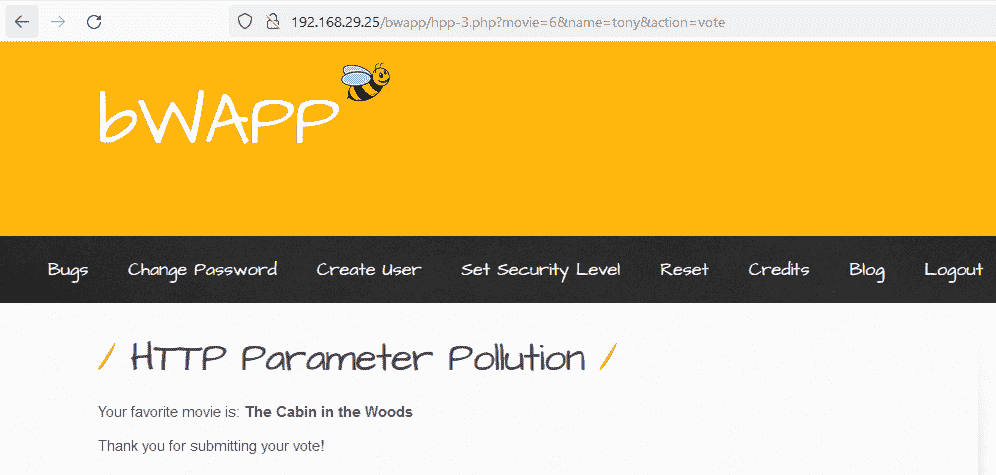 192.168.29.25/bwapp/hpp-3.php?movie=6&name=tony&action=vote
bWAPP
Bugs Change Password Create User Set Security Level Reset Credits Blog Logout
/ HTTP Parameter Pollution /
Your favorite movie is: The Cabin in the Woods
Thank you for submitting your vote!